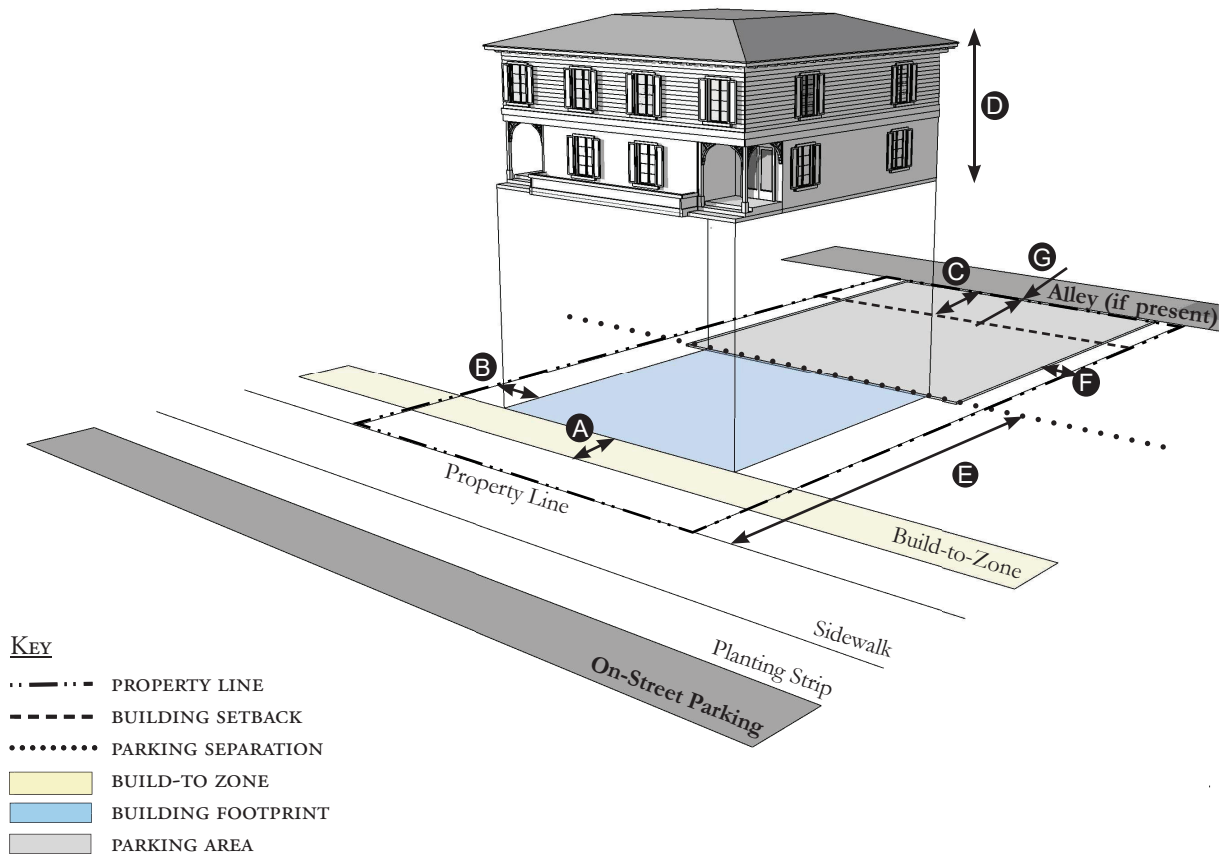 D
C
G
Alley (if present)
B
F
A
E
Property Line
Build-to-Zone
Sidewalk
Planting Strip
On-Street Parking
KEY
PROPERTY LINE
BUILDING SETBACK
PARKING SEPARATION
BUILD-TO ZONE
BUILDING FOOTPRINT
PARKING AREA